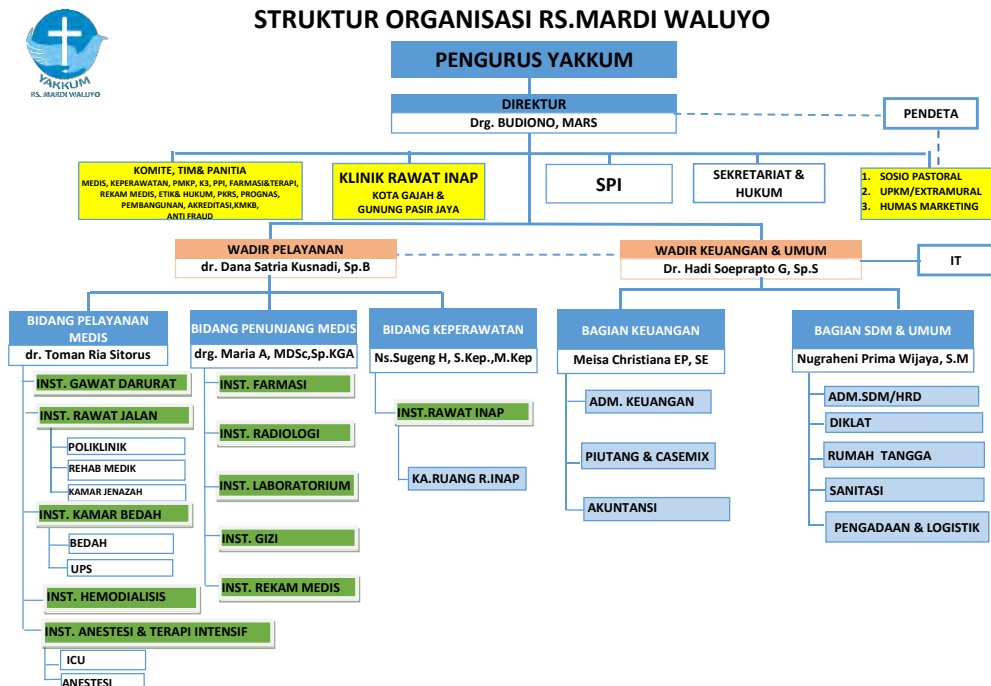 STRUKTUR ORGANISASI RS.MARDI WALUYO
YAKKUM
RS. MARDI WALUYO
PENGURUS YAKKUM
DIREKTUR
Drg. BUDIONO, MARS
PENDETA
KOMITE, TIM& PANITIA
MEDIS, KEPERAWATAN, PMKP, K3, PPI, FARMASI&TERAPI,
REKAM MEDIS, ETIK& HUKUM, PKRS, PROGNAS,
PEMBANGUNAN, AKREDITASI,KMKB,
ANTI FRAUD
KLINIK RAWAT INAP
KOTA GAJAH &
GUNUNG PASIR JAYA
SPI
SEKRETARIAT &
HUKUM
1. SOSIO PASTORAL
2. UPKM/EXTRAMURAL
3. HUMAS MARKETING
WADIR PELAYANAN
dr. Dana Satria Kusnadi, Sp.B
WADIR KEUANGAN & UMUM
Dr. Hadi Soeprapto G, Sp.S
IT
BIDANG PELAYANAN
MEDIS
dr. Toman Ria Sitorus
INST. GAWAT DARURAT
INST. RAWAT JALAN
POLIKLINIK
REHAB MEDIK
KAMAR JENAZAH
INST. KAMAR BEDAH
BEDAH
UPS
INST. HEMODIALISIS
INST. ANESTESI & TERAPI INTENSIF
ICU
ANESTESI
BIDANG PENUNJANG MEDIS
drg. Maria A, MDSc,Sp.KGA
INST. FARMASI
INST. RADIOLOGI
INST. LABORATORIUM
INST. GIZI
INST. REKAM MEDIS
BIDANG KEPERAWATAN
Ns.Sugeng H, S.Kep.,M.Kep
INST.RAWAT INAP
KA.RUANG R.INAP
BAGIAN KEUANGAN
Meisa Christiana EP, SE
ADM. KEUANGAN
PIUTANG & CASEMIX
AKUNTANSI
BAGIAN SDM & UMUM
Nugraheni Prima Wijaya, S.M
ADM.SDM/HRD
DIKLAT
RUMAH TANGGA
SANITASI
PENGADAAN & LOGISTIK